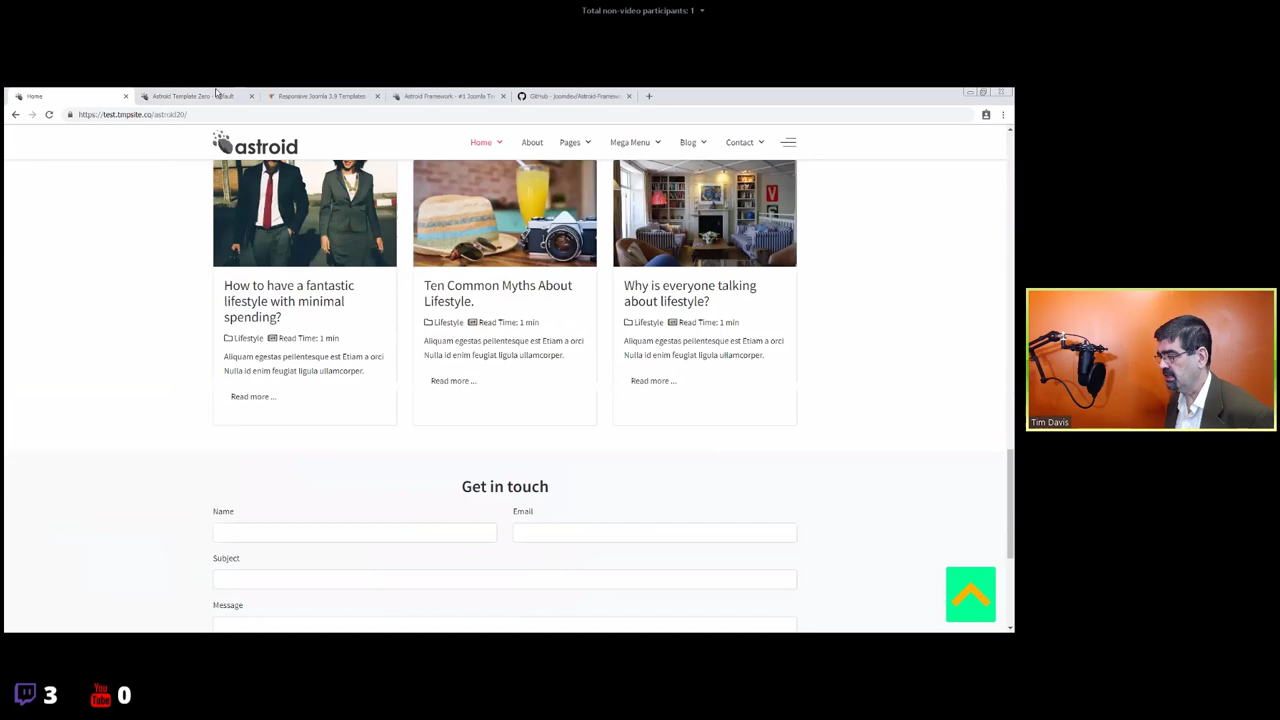 Total non-video participants: 1
Home
Astroid Template Zero - Default
Responsive Joomla 3.9 Templates
Astroid Framework - #1 Joomla Te
GitHub - joomdev/Astroid-Framew
https://test.tmpsite.co/astroid20/
astroid
Home
About
Pages
Mega Menu
Blog
Contact
How to have a fantastic
lifestyle with minimal
spending?
Lifestyle Read Time: 1 min
Aliquam egestas pellentesque est Etiam a orci
Nulla id enim feugiat ligula ullamcorper.
Read more ...
Ten Common Myths About
Lifestyle.
Lifestyle Read Time: 1 min
Aliquam egestas pellentesque est Etiam a orci
Nulla id enim feugiat ligula ullamcorper.
Read more ...
Why is everyone talking
about lifestyle?
Lifestyle Read Time: 1 min
Aliquam egestas pellentesque est Etiam a orci
Nulla id enim feugiat ligula ullamcorper.
Read more ...
Get in touch
Name
Email
Subject
Message
Tim Davis
3
You Tube
0